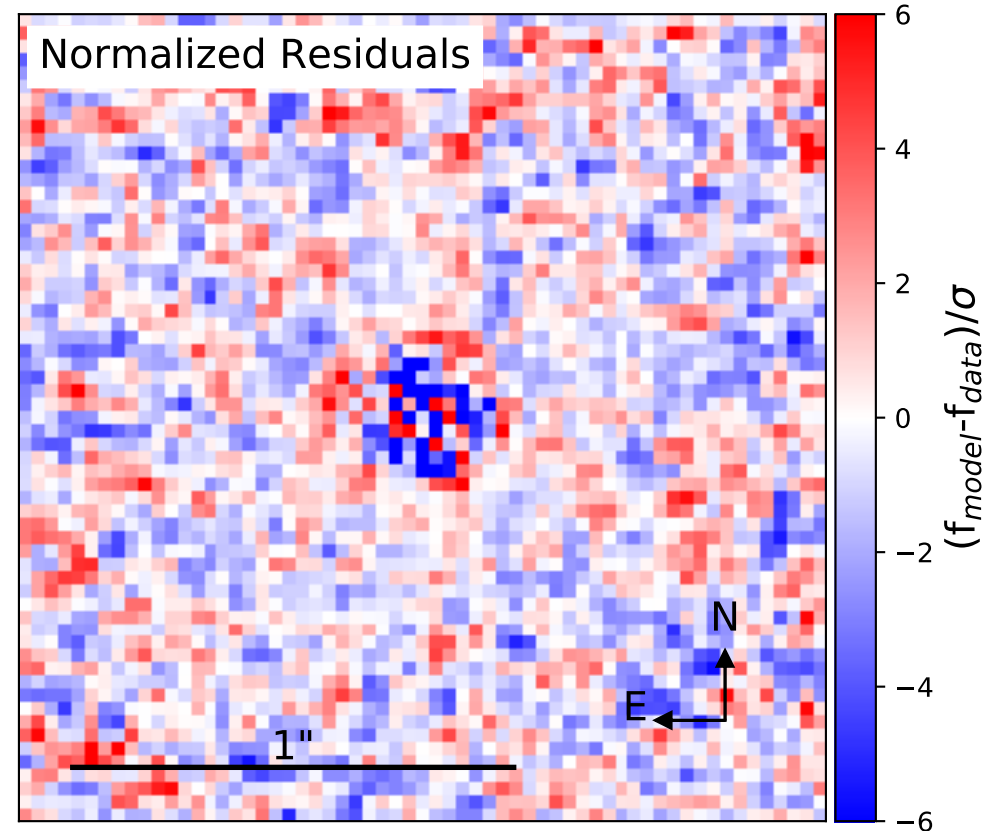 Normalized Residuals
6
4
2
0
−2
−4
−6
(f_model-f_data)/σ
N
E
1"